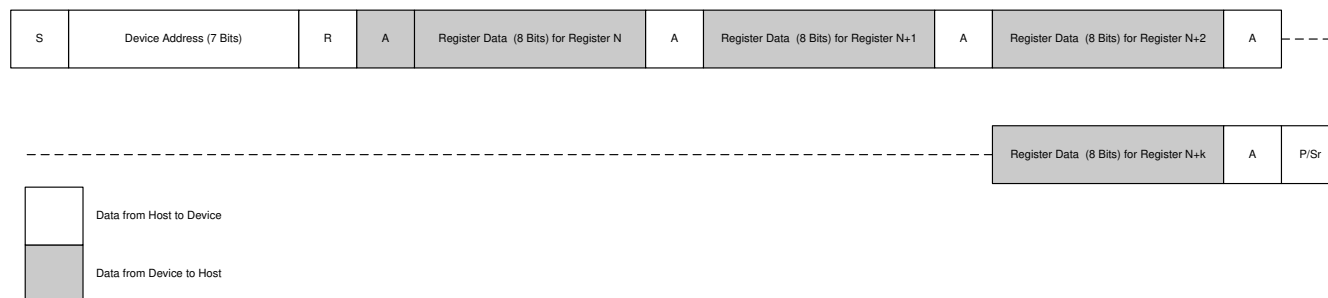 S Device Address (7 Bits) R A Register Data (8 Bits) for Register N A Register Data (8 Bits) for Register N+1 A Register Data (8 Bits) for Register N+2 A
Register Data (8 Bits) for Register N+k A P/Sr
Data from Host to Device
Data from Device to Host